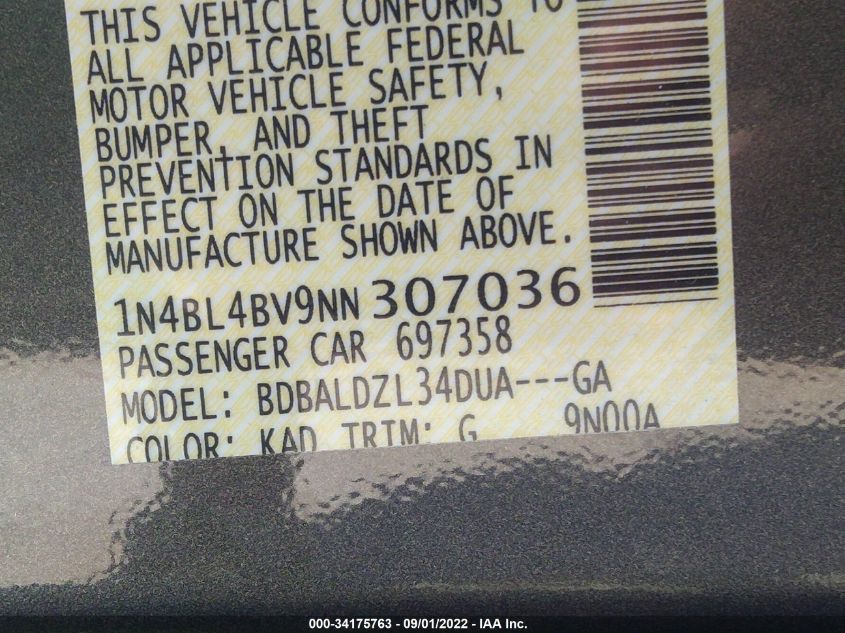 THIS VEHICLE CONFORMS TO
ALL APPLICABLE FEDERAL
MOTOR VEHICLE SAFETY,
BUMPER, AND THEFT
PREVENTION STANDARDS IN
EFFECT ON THE DATE OF
MANUFACTURE SHOWN ABOVE.
1N4BL4BV9NN307036
PASSENGER CAR 697358
MODEL: BDBALDZL34DUA---GA
COLOR: KAD TRIM: G 9N00A
000-34175763 - 09/01/2022 - IAA Inc.